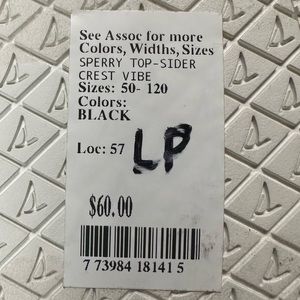 See Assoc for more
Colors, Widths, Sizes
SPERRY TOP-SIDER
CREST VIBE
Sizes: 50- 120
Colors:
BLACK
Loc: 57
LP
$60.00
7 73984 18141 5